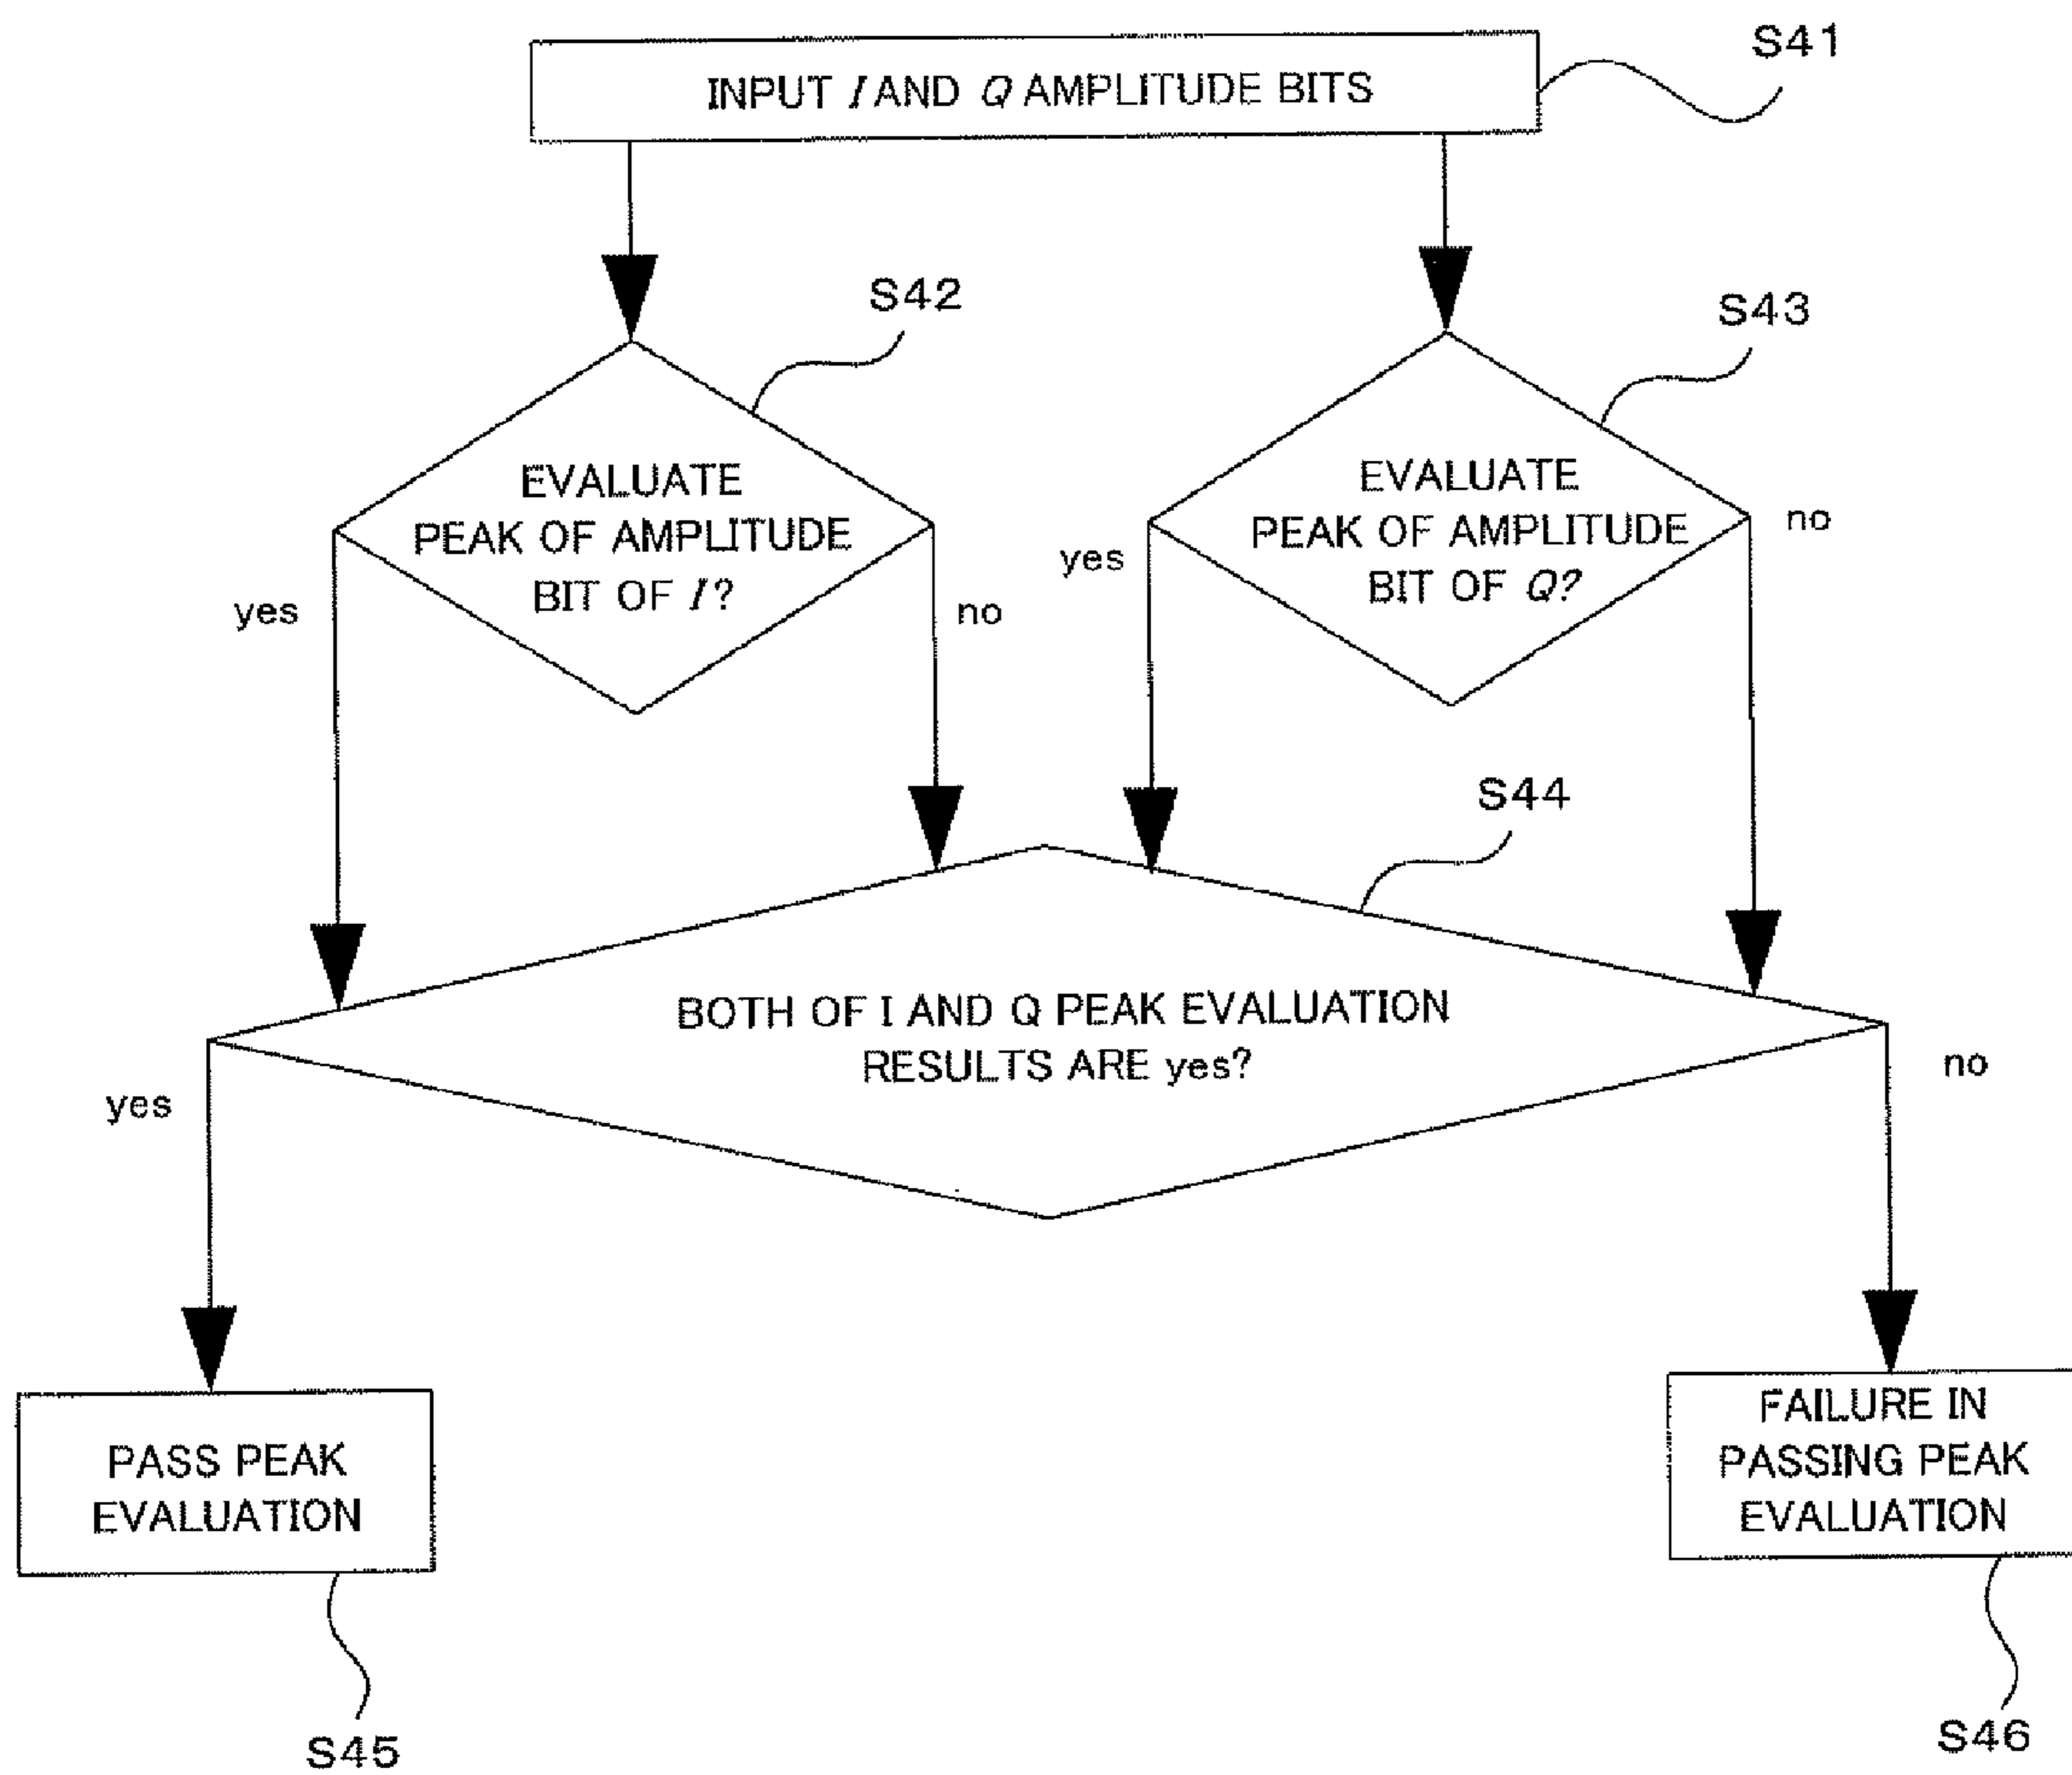 S41
INPUT I AND Q AMPLITUDE BITS
S42
S43
EVALUATE
PEAK OF AMPLITUDE
BIT OF I?
EVALUATE
PEAK OF AMPLITUDE
BIT OF Q?
yes
no
yes
no
S44
BOTH OF I AND Q PEAK EVALUATION
RESULTS ARE yes?
yes
no
PASS PEAK
EVALUATION
FAILURE IN
PASSING PEAK
EVALUATION
S45
S46